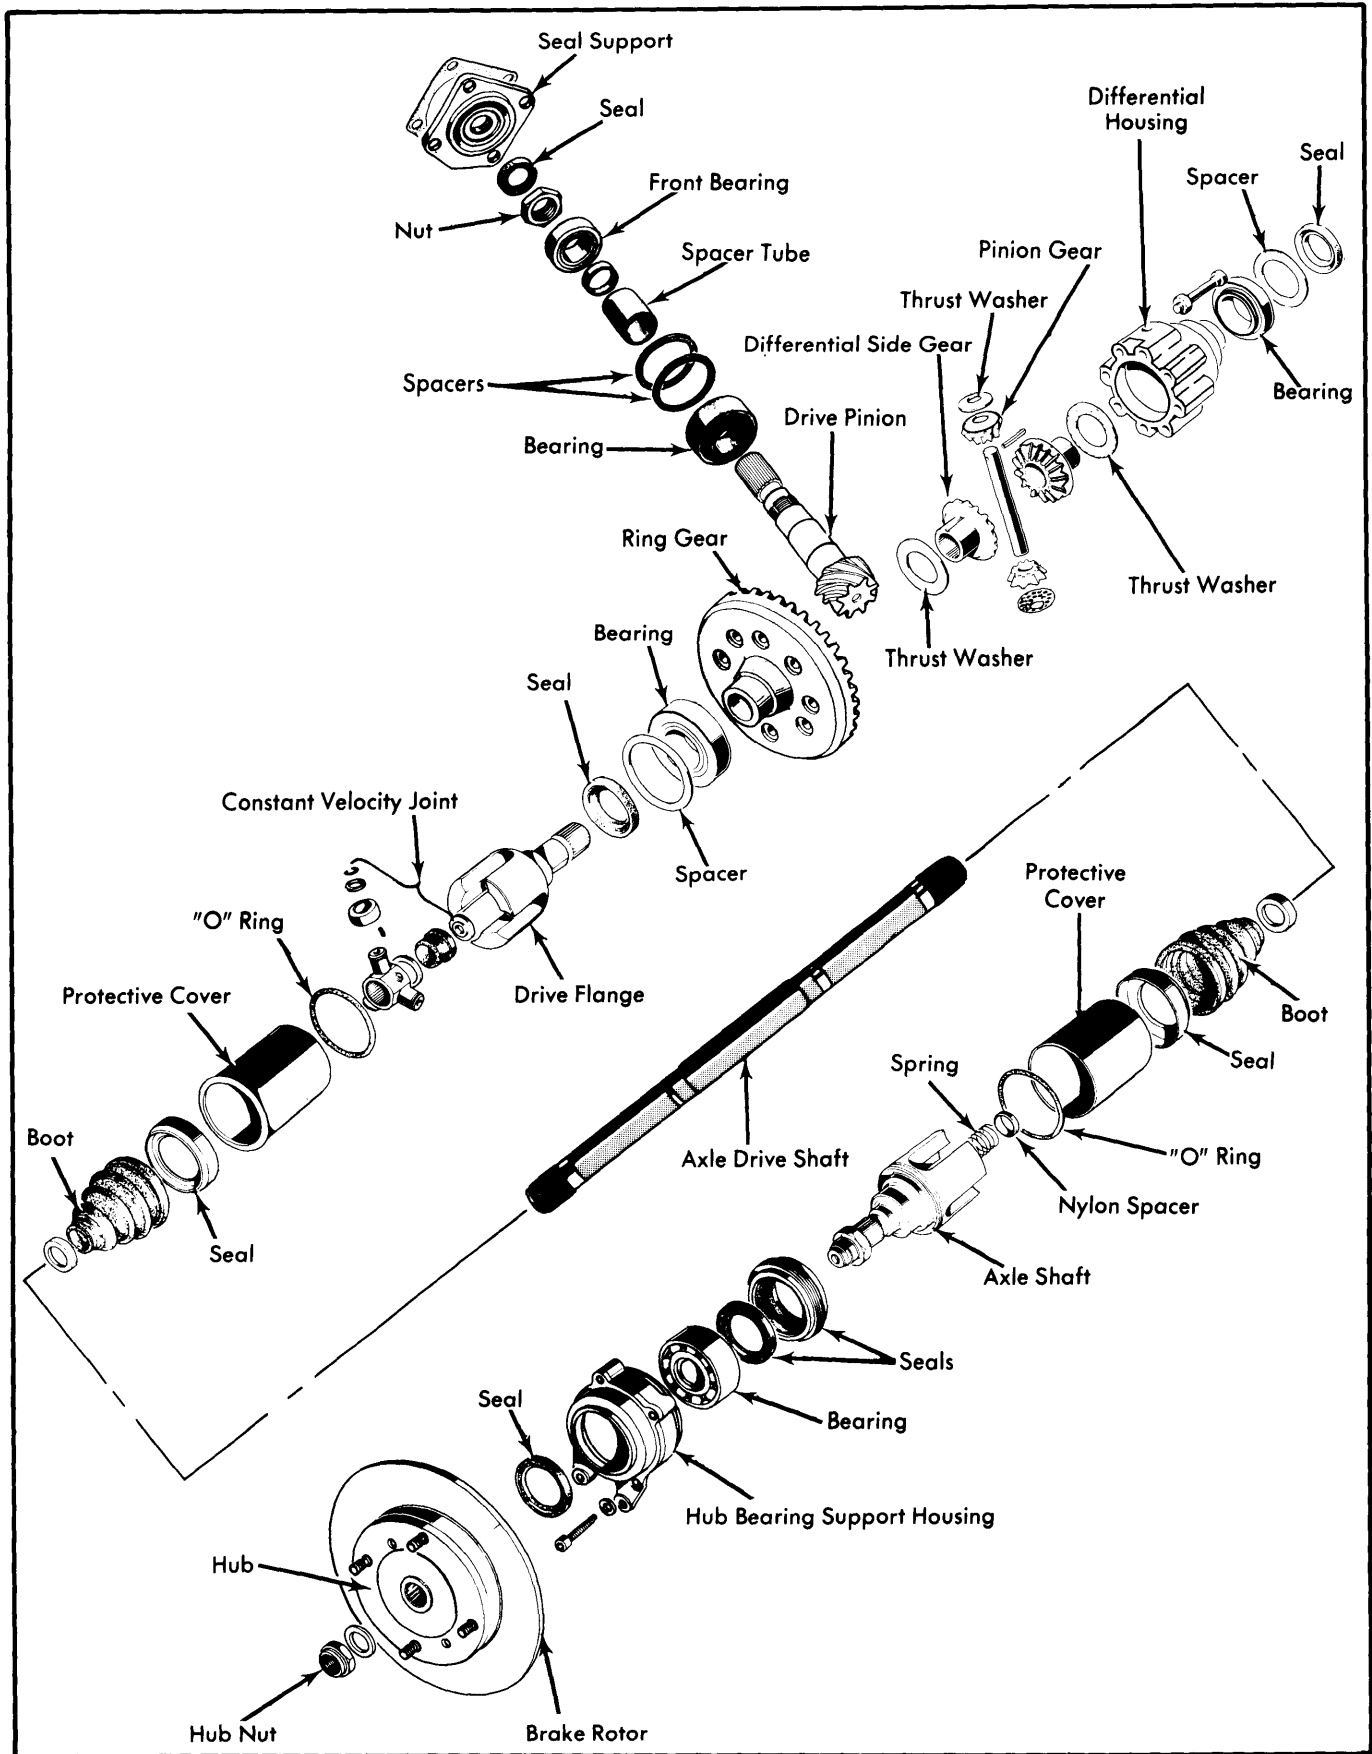 Seal Support
Seal
Differential
Housing
Seal
Spacer
Front Bearing
Nut
Spacer Tube
Pinion Gear
Thrust Washer
Differential Side Gear
Spacers
Bearing
Drive Pinion
Bearing
Ring Gear
Thrust Washer
Bearing
Thrust Washer
Seal
Constant Velocity Joint
Spacer
Protective
Cover
"O" Ring
Protective Cover
Drive Flange
Boot
Seal
Spring
Boot
Axle Drive Shaft
"O" Ring
Nylon Spacer
Seal
Axle Shaft
Seals
Seal
Bearing
Hub Bearing Support Housing
Hub
Hub Nut
Brake Rotor